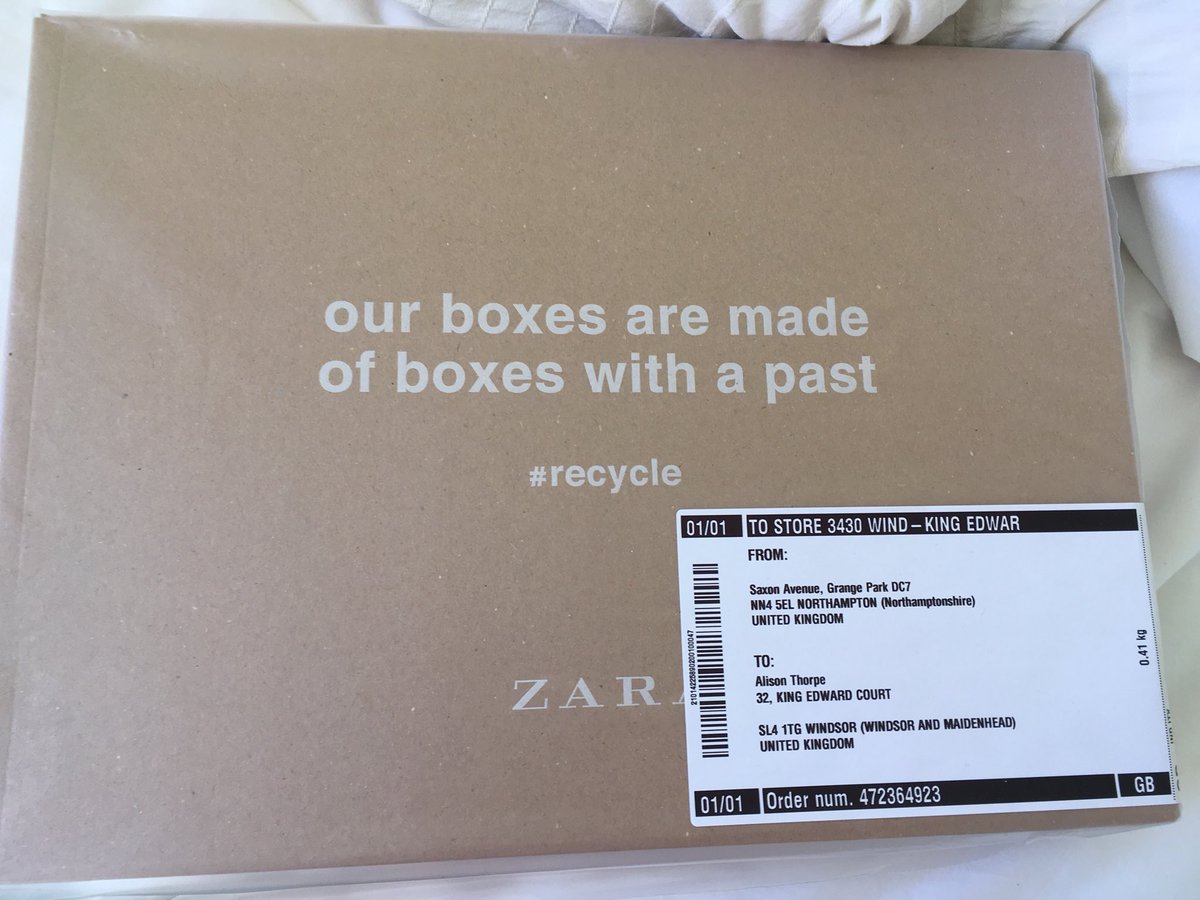 our boxes are made
of boxes with a past
#recycle
ZARA
01/01 TO STORE 3430 WIND – KING EDWAR
FROM:
Saxon Avenue, Grange Park DC7
NN4 5EL NORTHAMPTON (Northamptonshire)
UNITED KINGDOM
TO:
Alison Thorpe
32, KING EDWARD COURT
SL4 1TG WINDSOR (WINDSOR AND MAIDENHEAD)
UNITED KINGDOM
0.41 kg
01/01 Order num. 472364923 GB